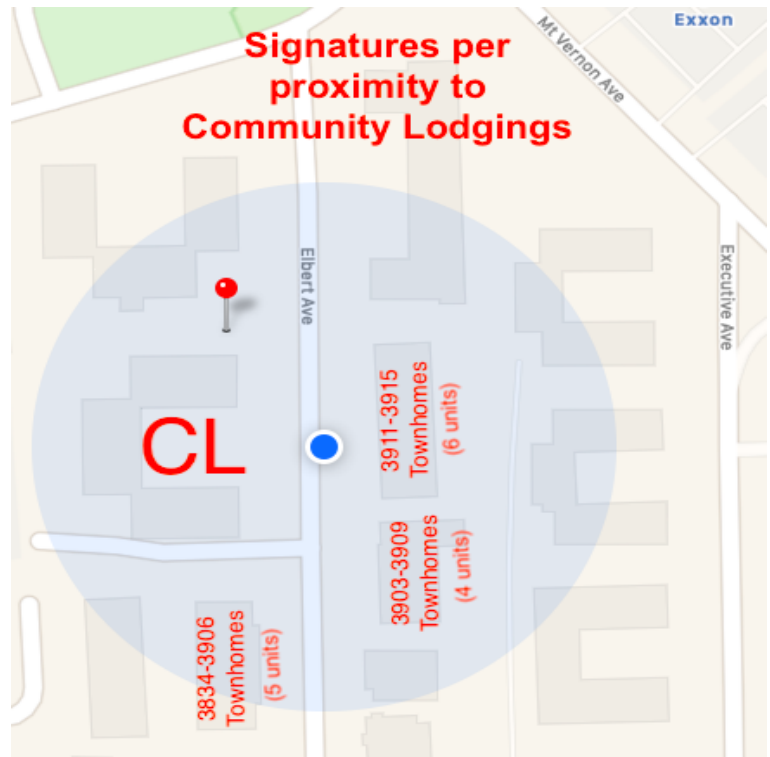 Exxon
Signatures per
proximity to
Community Lodgings
Mt Vernon Ave
Elbert Ave
Executive Ave
CL
3911-3915
Townhomes
(6 units)
3903-3909
Townhomes
(4 units)
3834-3906
Townhomes
(5 units)